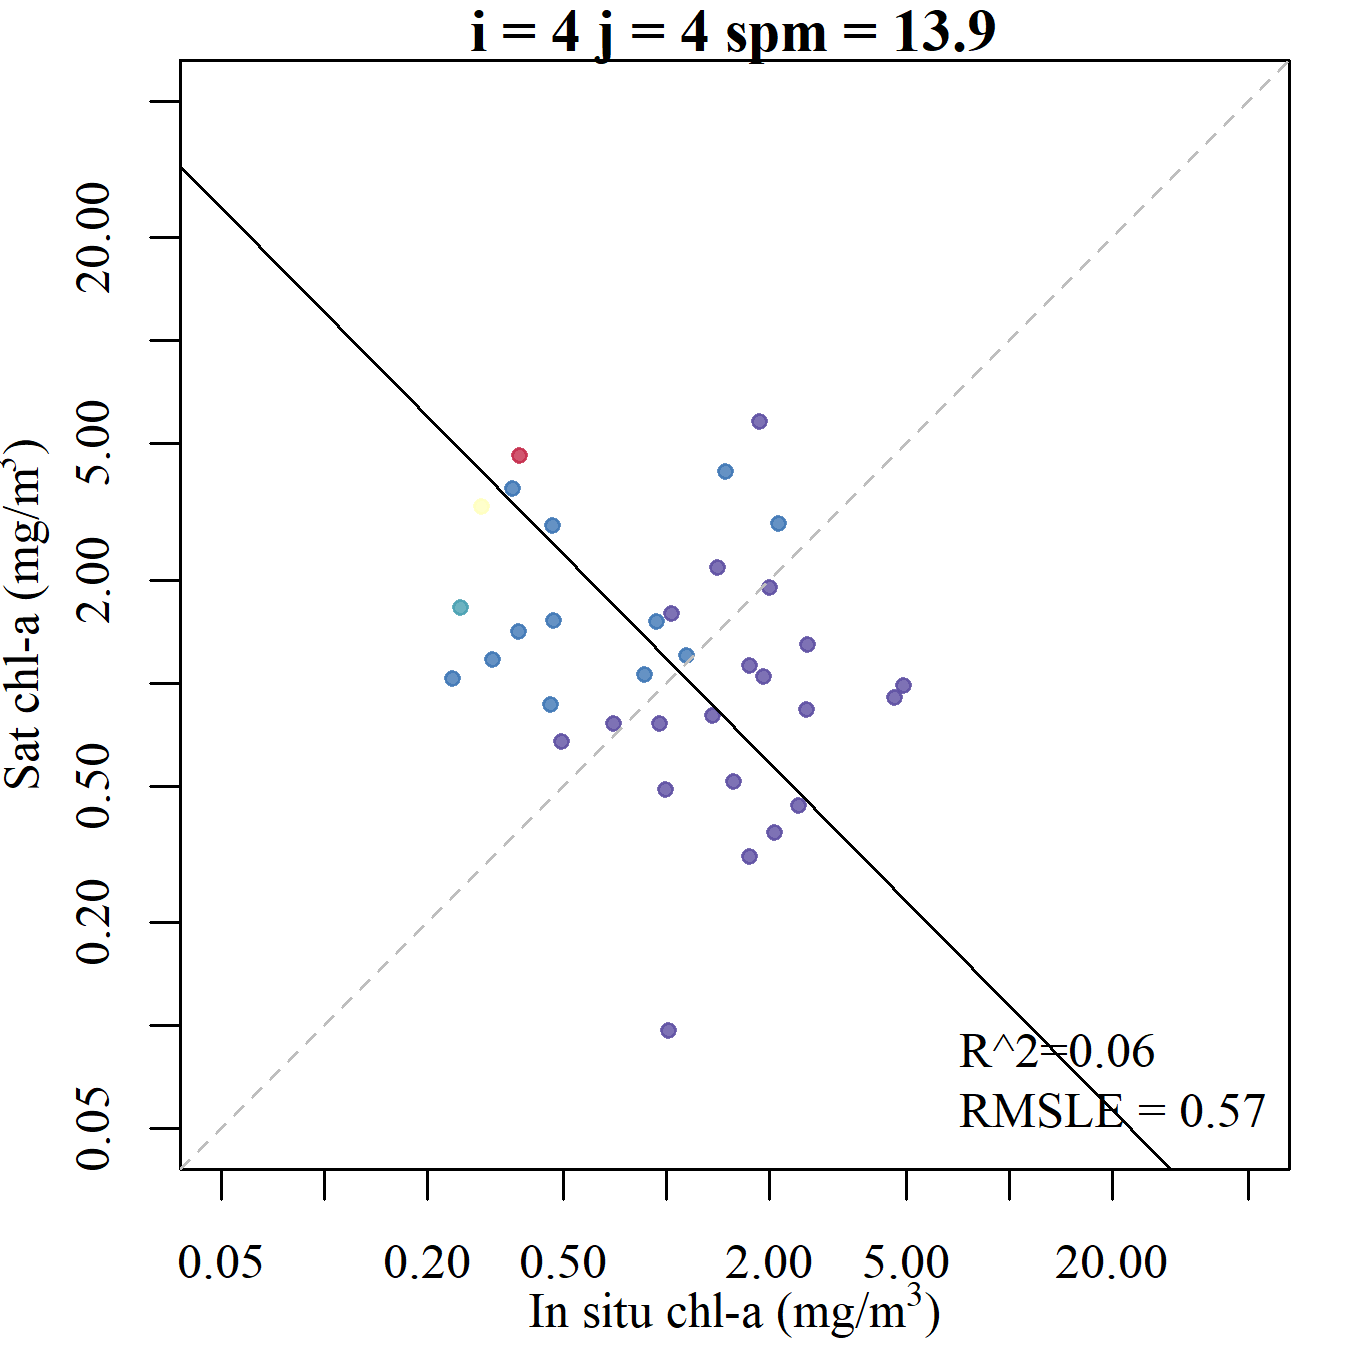 i = 4 j = 4 spm = 13.9
Sat chl-a (mg/m³)
20.00
5.00
2.00
0.50
0.20
0.05
R^2=0.06
RMSLE = 0.57
0.05 0.20 0.50 2.00 5.00 20.00
In situ chl-a (mg/m³)